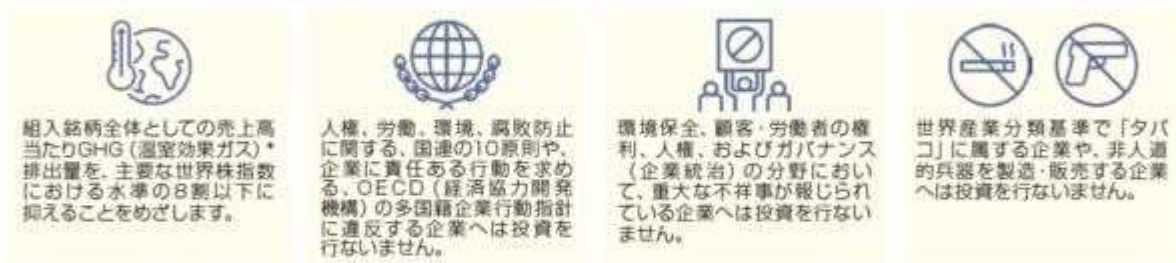 組入銘柄全体としての売上高
当たりGHG（温室効果ガス）*
排出量を、主要な世界株指数
における水準の8割以下に
抑えることをめざします。
人権、労働、環境、腐敗防止
に関する、国連の10原則や、
企業に責任ある行動を求め
る、OECD（経済協力開発
機構）の多国籍企業行動指針
に違反する企業へは投資を
行ないません。
環境保全、顧客・労働者の権
利、人権、およびガバナンス
（企業統治）の分野におい
て、重大な不祥事が報じられ
ている企業へは投資を行ない
ません。
世界産業分類基準で「タバ
コ」に属する企業や、非人道
的兵器を製造・販売する企業
へは投資を行ないません。